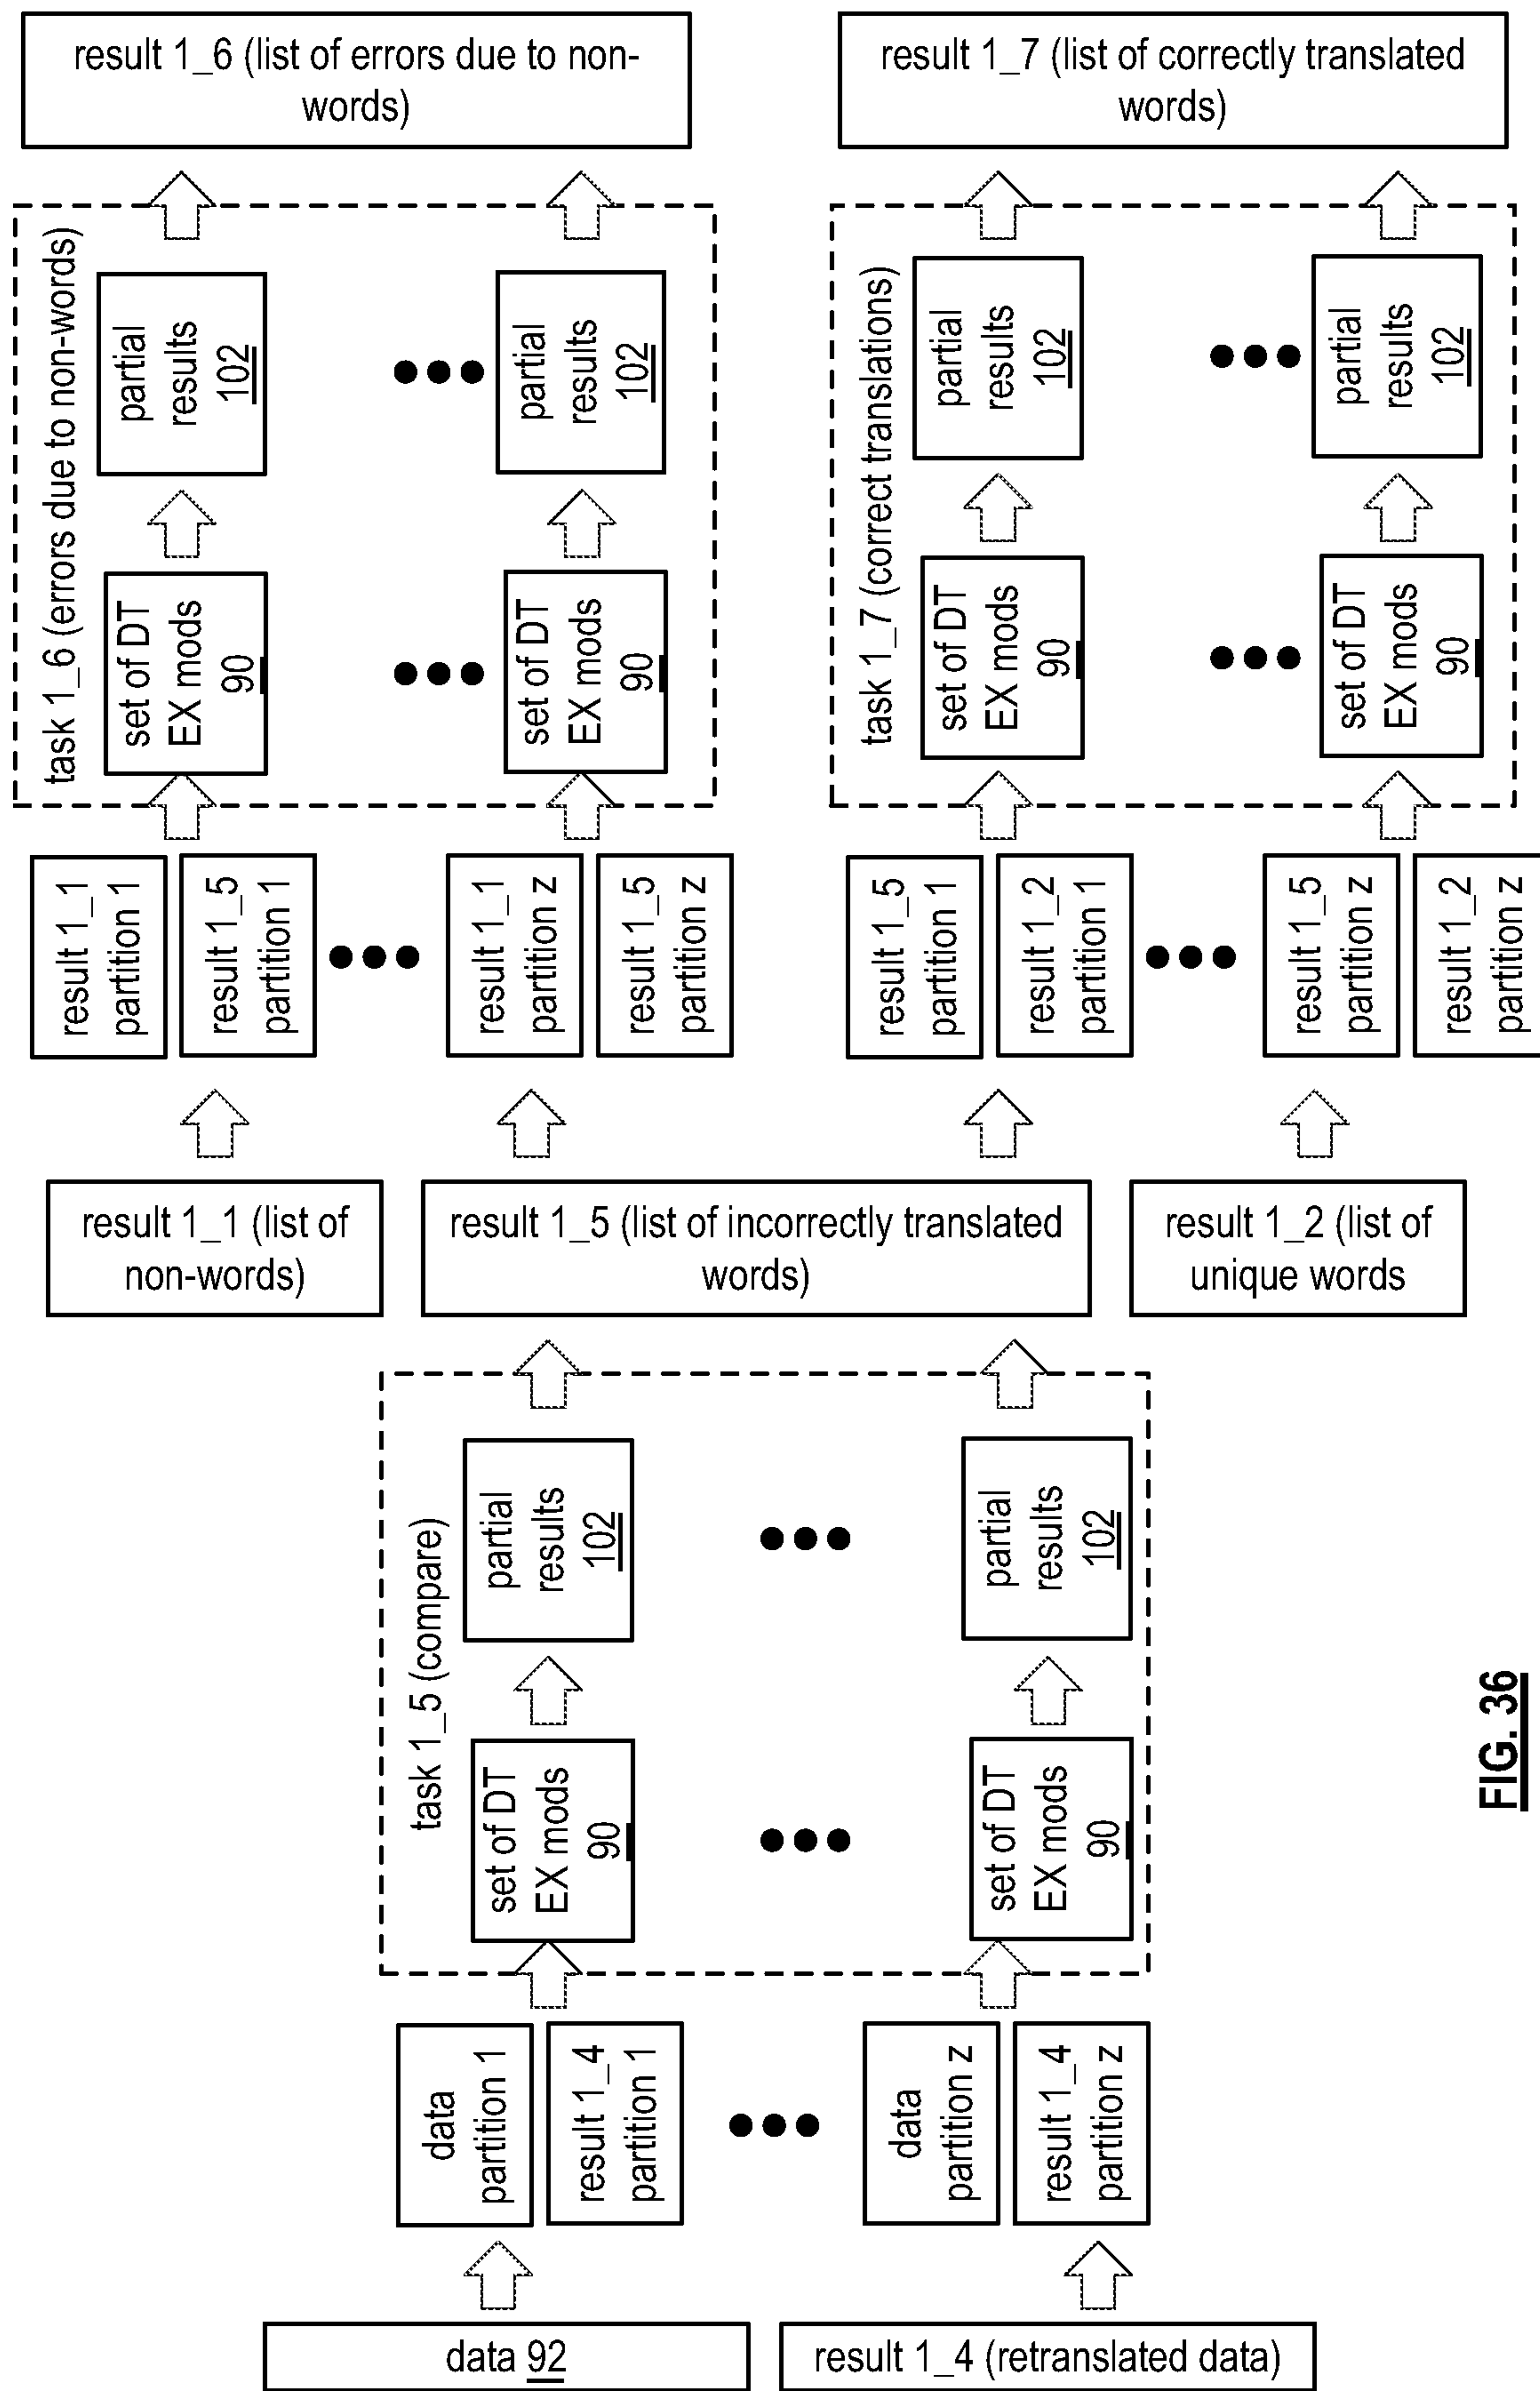 data 92
result 1_4 (retranslated data)
data
partition 1
result 1_4
partition 1
data
partition z
result 1_4
partition z
task 1_5 (compare)
set of DT
EX mods
90
partial
results
102
set of DT
EX mods
90
partial
results
102
result 1_1 (list of
non-words)
result 1_5 (list of incorrectly translated
words)
result 1_2 (list of
unique words
result 1_1
partition 1
result 1_5
partition 1
result 1_1
partition z
result 1_5
partition z
task 1_6 (errors due to non-words)
set of DT
EX mods
90
partial
results
102
set of DT
EX mods
90
partial
results
102
result 1_6 (list of errors due to non-
words)
result 1_5
partition 1
result 1_2
partition 1
result 1_5
partition z
result 1_2
partition z
task 1_7 (correct translations)
set of DT
EX mods
90
partial
results
102
set of DT
EX mods
90
partial
results
102
result 1_7 (list of correctly translated
words)
FIG. 36